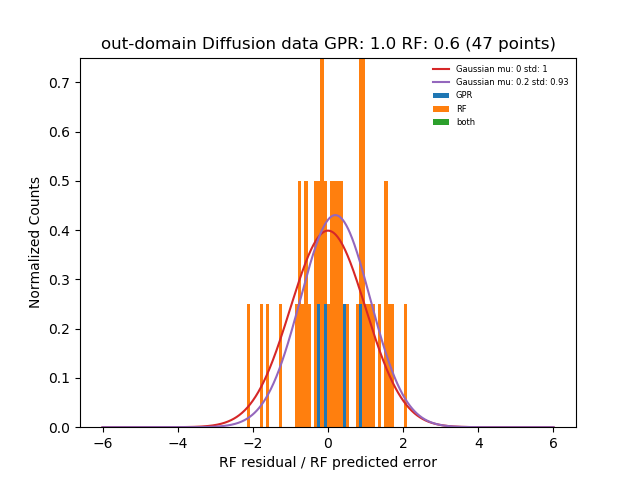 out-domain Diffusion data GPR: 1.0 RF: 0.6 (47 points)
Gaussian mu: 0 std: 1
Gaussian mu: 0.2 std: 0.93
GPR
RF
both
Normalized Counts
0.7
0.6
0.5
0.4
0.3
0.2
0.1
0.0
−6 −4 −2 0 2 4 6
RF residual / RF predicted error